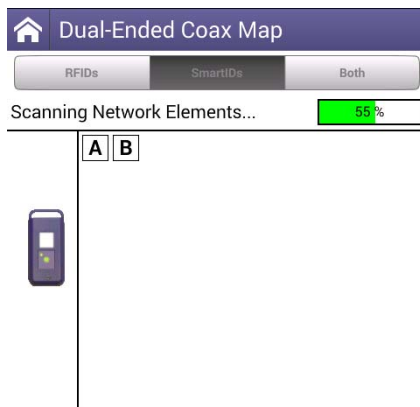 Dual-Ended Coax Map
RFIDs SmartIDs Both
Scanning Network Elements... 55 %
A B